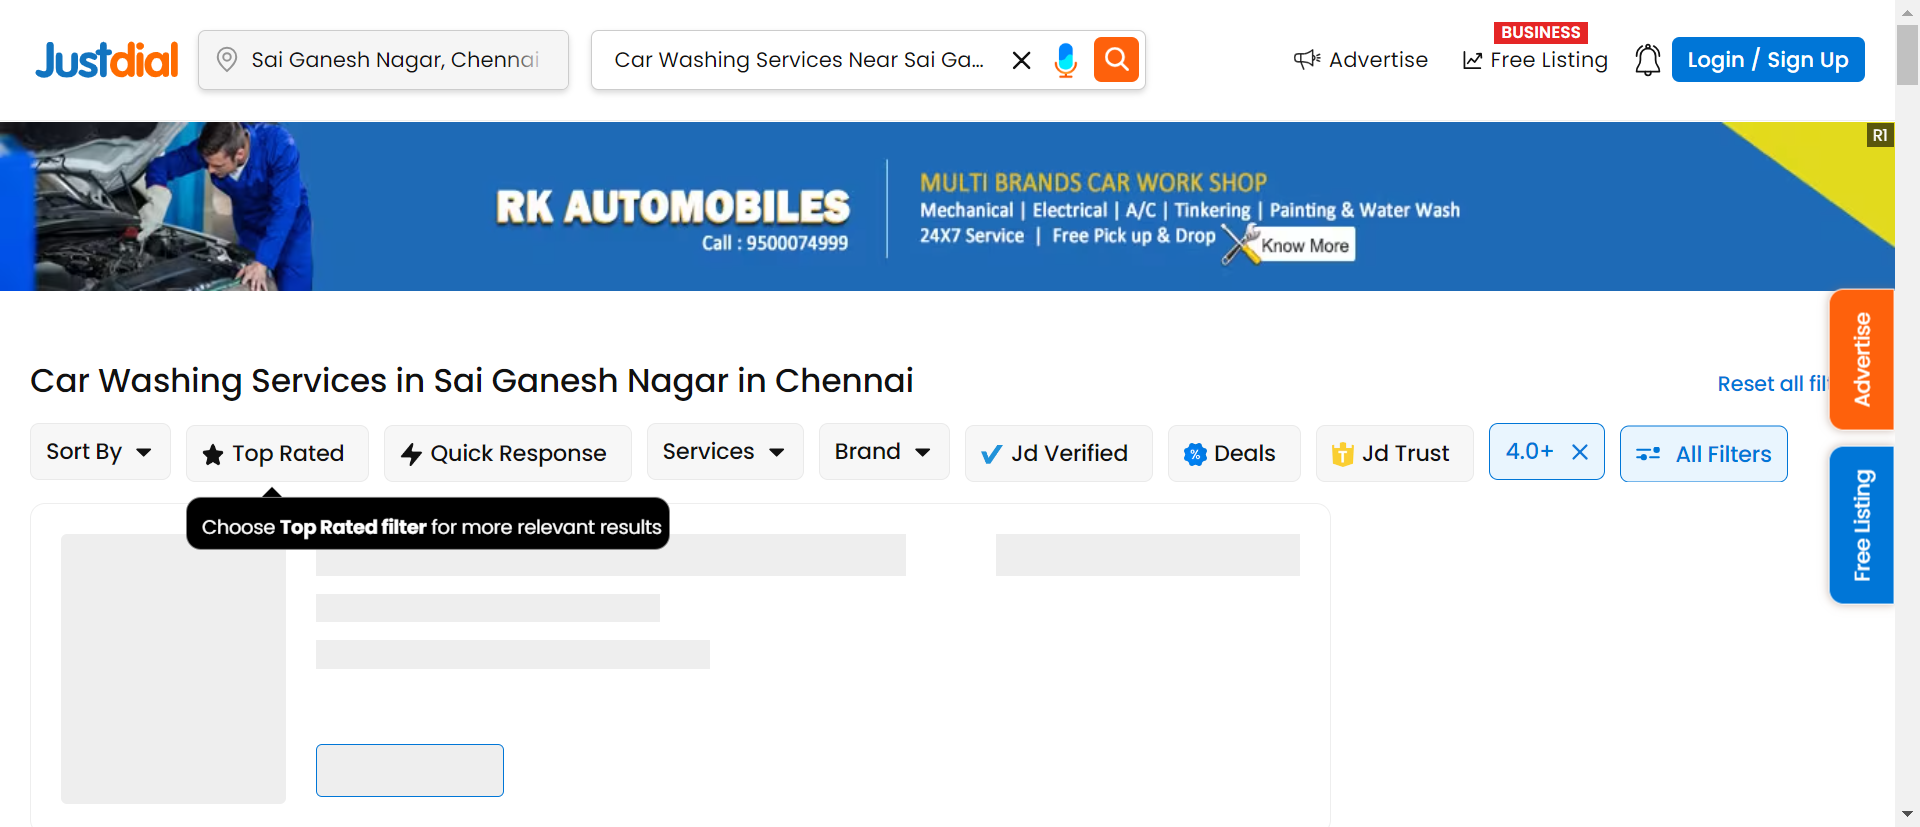 Justdial
Sai Ganesh Nagar, Chennai
Car Washing Services Near Sai Ga...
Advertise
BUSINESS
Free Listing
Login / Sign Up
R1
RK AUTOMOBILES
Call : 9500074999
MULTI BRANDS CAR WORK SHOP
Mechanical | Electrical | A/C | Tinkering | Painting & Water Wash
24X7 Service | Free Pick up & Drop
Know More
Car Washing Services in Sai Ganesh Nagar in Chennai
Reset all
Sort By
Top Rated
Quick Response
Services
Brand
Jd Verified
% Deals
T Jd Trust
4.0+
All Filters
Choose Top Rated filter for more relevant results
Advertise
Free Listing